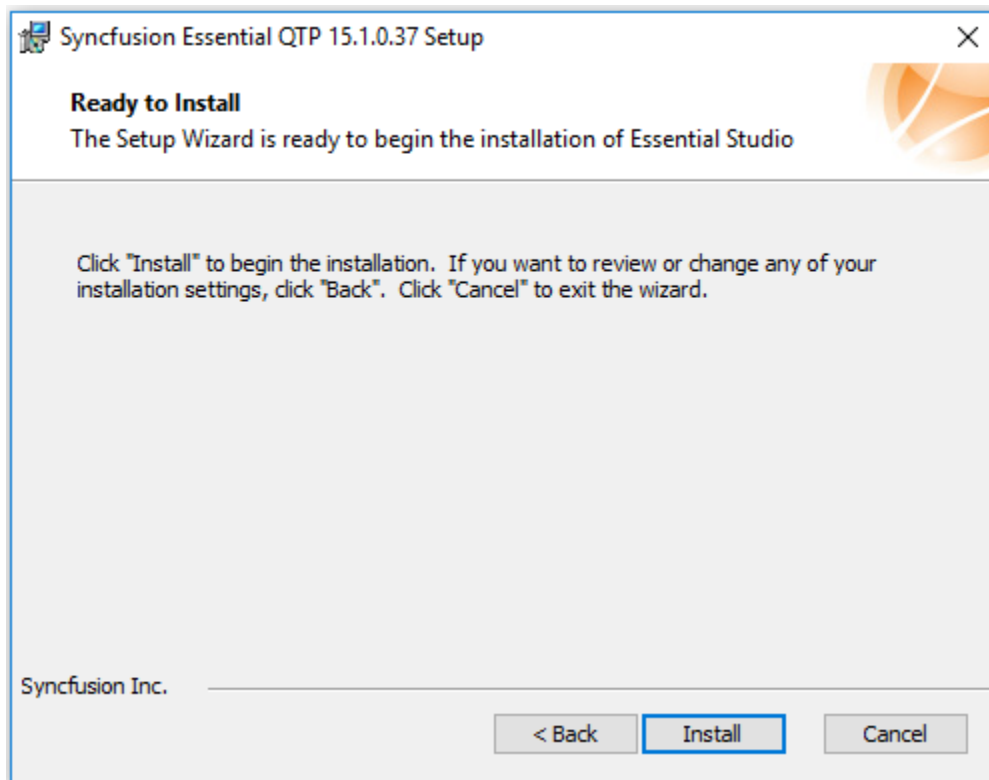 Syncfusion Essential QTP 15.1.0.37 Setup
Ready to Install
The Setup Wizard is ready to begin the installation of Essential Studio
Click "Install" to begin the installation.  If you want to review or change any of your
installation settings, click "Back".  Click "Cancel" to exit the wizard.
Syncfusion Inc.
< Back
Install
Cancel